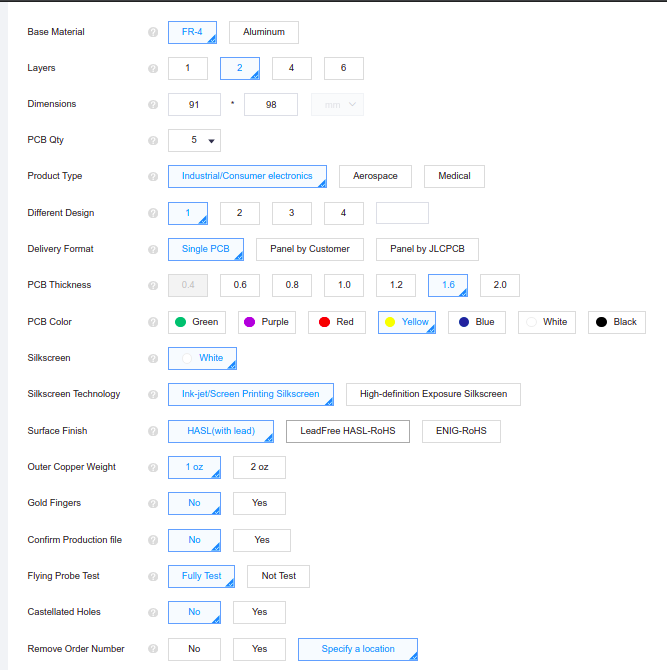 Base Material ? FR-4 Aluminum
Layers ? 1 2 4 6
Dimensions ? 91 * 98 mm
PCB Qty ? 5
Product Type ? Industrial/Consumer electronics Aerospace Medical
Different Design ? 1 2 3 4
Delivery Format ? Single PCB Panel by Customer Panel by JLCPCB
PCB Thickness ? 0.4 0.6 0.8 1.0 1.2 1.6 2.0
PCB Color ? Green Purple Red Yellow Blue White Black
Silkscreen ? White
Silkscreen Technology ? Ink-jet/Screen Printing Silkscreen High-definition Exposure Silkscreen
Surface Finish ? HASL(with lead) LeadFree HASL-RoHS ENIG-RoHS
Outer Copper Weight ? 1 oz 2 oz
Gold Fingers ? No Yes
Confirm Production file ? No Yes
Flying Probe Test ? Fully Test Not Test
Castellated Holes ? No Yes
Remove Order Number ? No Yes Specify a location